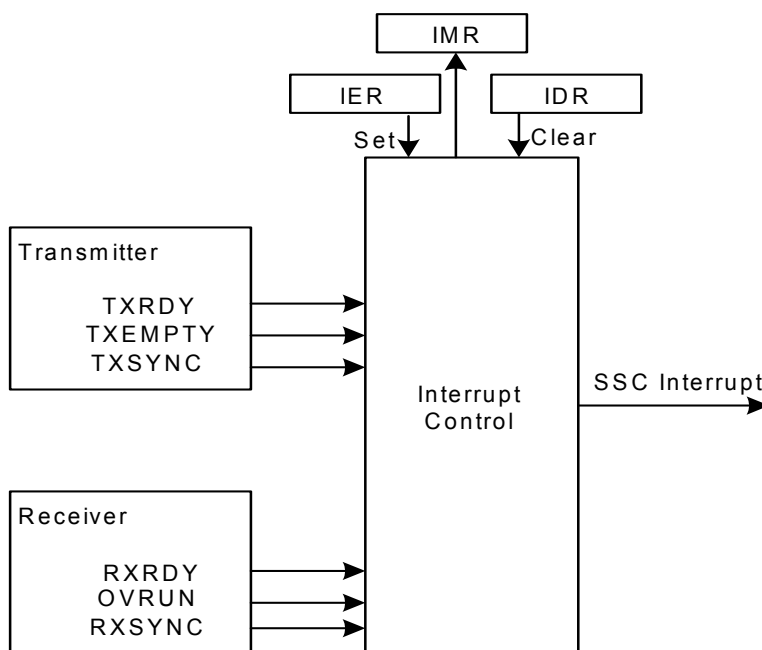 IMR
IER
IDR
Set
Clear
Transmitter
TXRDY
TXEMPTY
TXSYNC
Interrupt
Control
SSC Interrupt
Receiver
RXRDY
OVRUN
RXSYNC